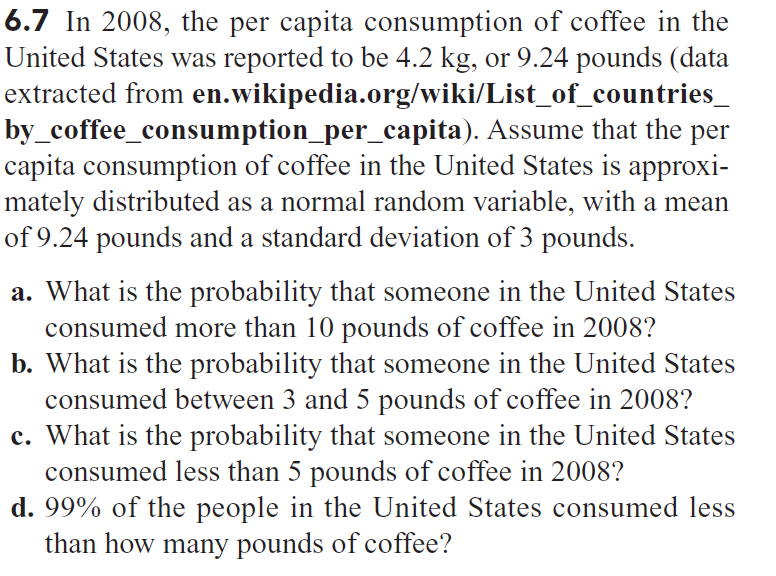 6.7 In 2008, the per capita consumption of coffee in the
United States was reported to be 4.2 kg, or 9.24 pounds (data
extracted from en.wikipedia.org/wiki/List_of_countries_
by_coffee_consumption_per_capita). Assume that the per
capita consumption of coffee in the United States is approxi-
mately distributed as a normal random variable, with a mean
of 9.24 pounds and a standard deviation of 3 pounds.
a. What is the probability that someone in the United States
consumed more than 10 pounds of coffee in 2008?
b. What is the probability that someone in the United States
consumed between 3 and 5 pounds of coffee in 2008?
c. What is the probability that someone in the United States
consumed less than 5 pounds of coffee in 2008?
d. 99% of the people in the United States consumed less
than how many pounds of coffee?